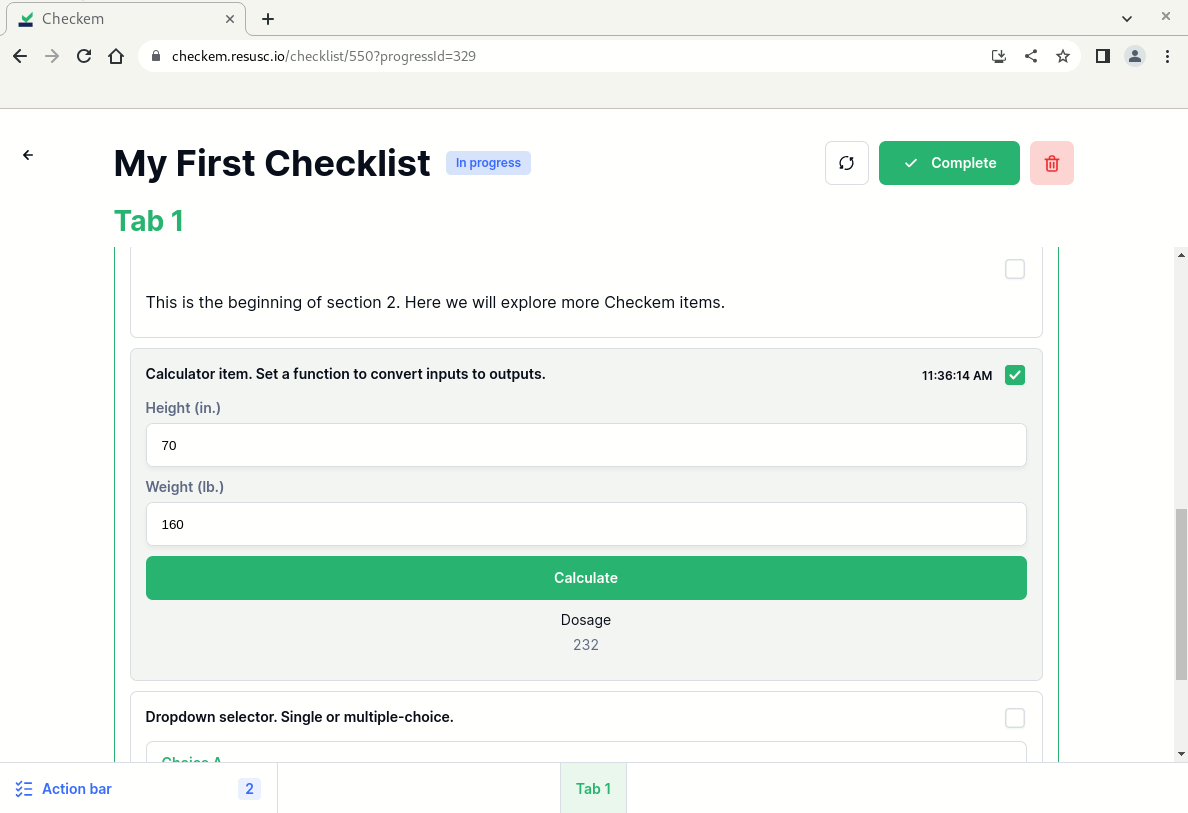 Checkem
checkem.resusc.io/checklist/550?progressId=329
My First Checklist
In progress
Complete
Tab 1
This is the beginning of section 2. Here we will explore more Checkem items.
Calculator item. Set a function to convert inputs to outputs.
11:36:14 AM
Height (in.)
70
Weight (lb.)
160
Calculate
Dosage
232
Dropdown selector. Single or multiple-choice.
Choice A
Action bar
2
Tab 1